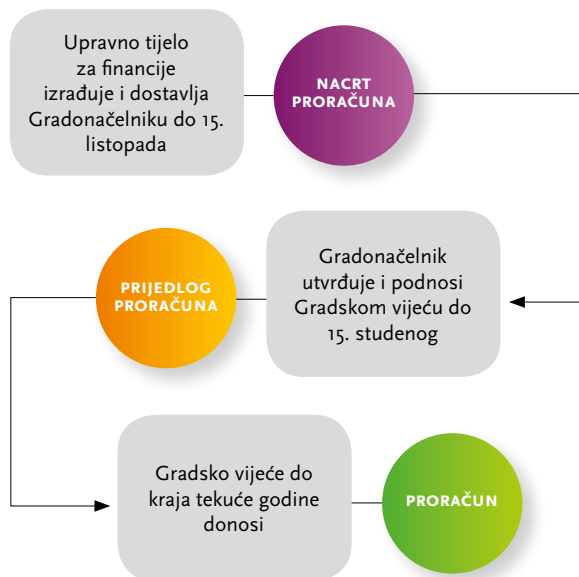 Upravno tijelo
za financije
izrađuje i dostavlja
Gradonačelniku do 15.
listopada
NACRT
PRORAČUNA
PRIJEDLOG
PRORAČUNA
Gradonačelnik
utvrđuje i podnosi
Gradskom vijeću do
15. studenog
Gradsko vijeće do
kraja tekuće godine
donosi
PRORAČUN